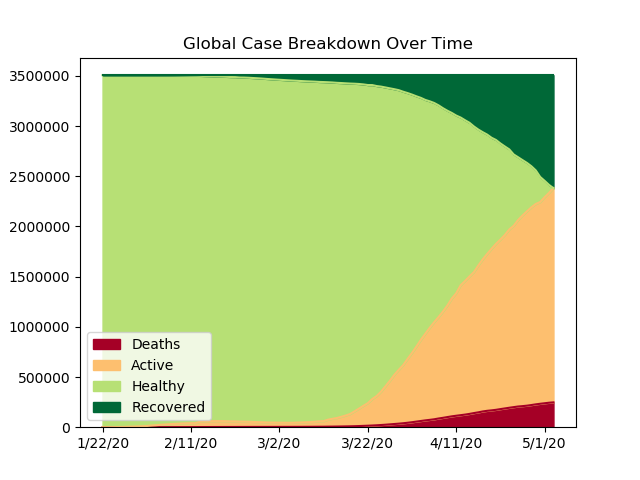 Global Case Breakdown Over Time
3500000
3000000
2500000
2000000
1500000
1000000
500000
0
Deaths
Active
Healthy
Recovered
1/22/20 2/11/20 3/2/20 3/22/20 4/11/20 5/1/20